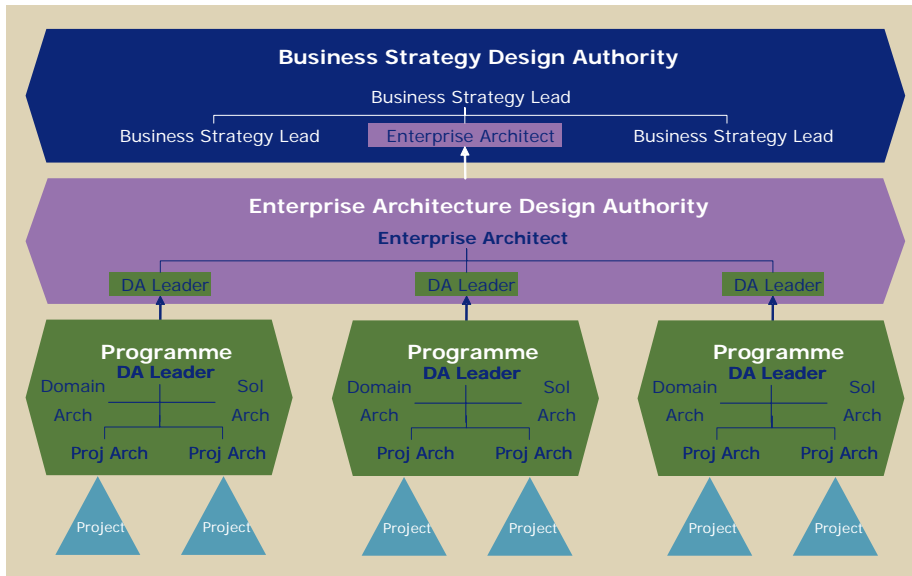 Business Strategy Design Authority
Business Strategy Lead
Business Strategy Lead Enterprise Architect Business Strategy Lead
Enterprise Architecture Design Authority
Enterprise Architect
DA Leader DA Leader DA Leader
Programme Programme Programme
DA Leader DA Leader DA Leader
Domain Sol Domain Sol Domain Sol
Arch Arch Arch Arch Arch Arch
Proj Arch Proj Arch Proj Arch Proj Arch Proj Arch Proj Arch
Project Project Project Project Project Project